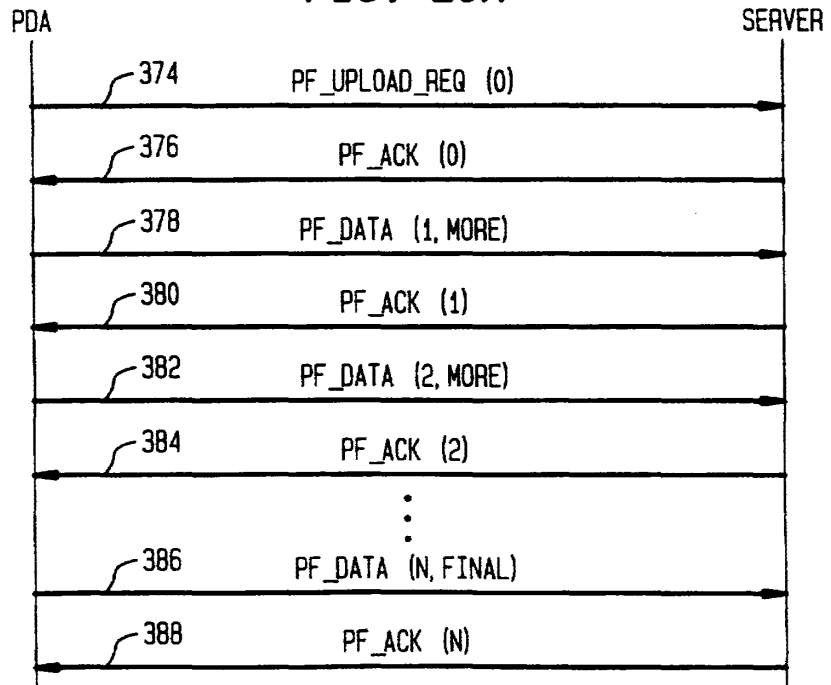 PDA
SERVER
374
PF_UPLOAD_REQ (0)
376
PF_ACK (0)
378
PF_DATA (1, MORE)
380
PF_ACK (1)
382
PF_DATA (2, MORE)
384
PF_ACK (2)
386
PF_DATA (N, FINAL)
388
PF_ACK (N)